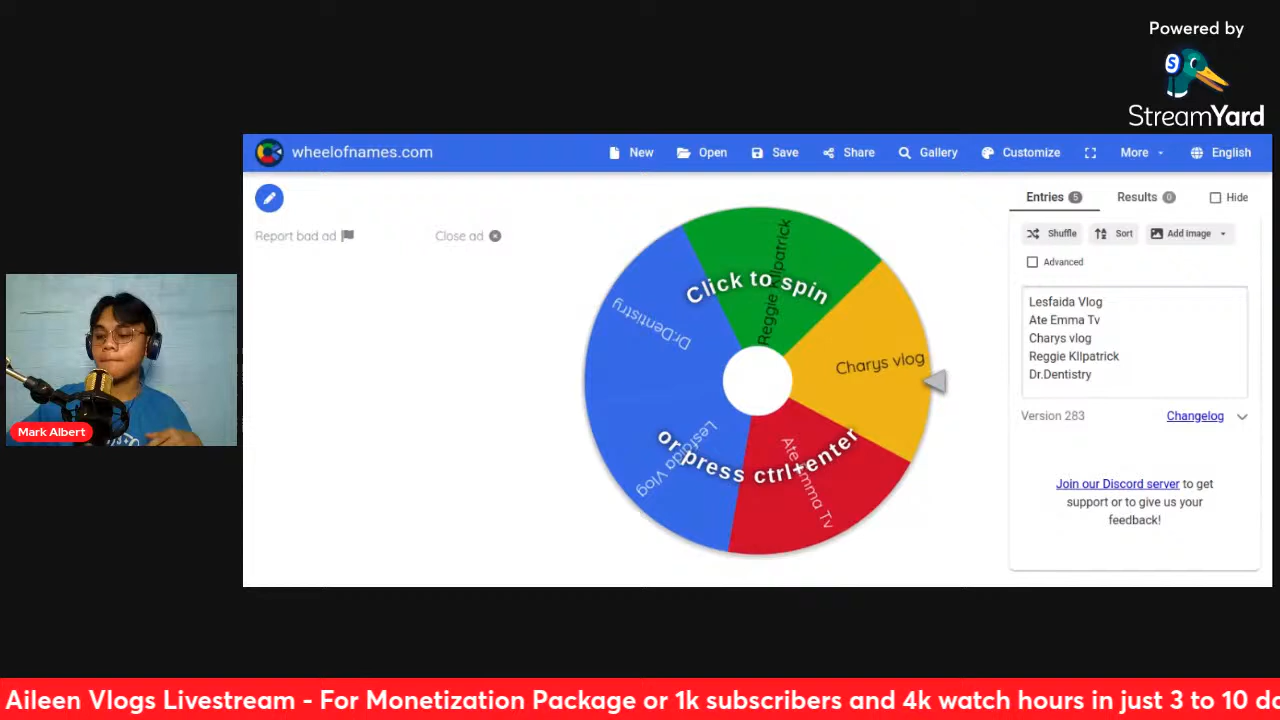 Powered by
StreamYard
wheelofnames.com
New
Open
Save
Share
Gallery
Customize
More
English
Report bad ad
Close ad
Entries 5
Results 0
Hide
Shuffle
Sort
Add image
Advanced
Lesfaida Vlog
Ate Emma Tv
Charys vlog
Reggie KIlpatrick
Dr.Dentistry
Version 283
Changelog
Join our Discord server to get
support or to give us your
feedback!
Click to spin
or press ctrl+enter
Reggie KIlpatrick
Charys vlog
Ate Emma Tv
Lesfaida Vlog
Dr.Dentistry
Mark Albert
Aileen Vlogs Livestream - For Monetization Package or 1k subscribers and 4k watch hours in just 3 to 10 da